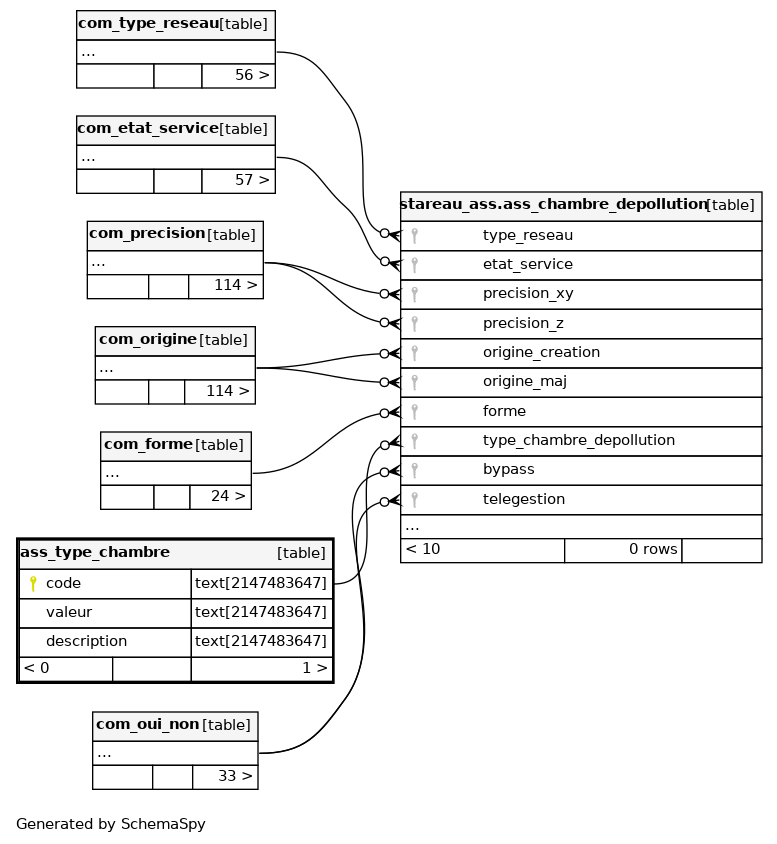 com_type_reseau [table]
...
56 >
com_etat_service [table]
...
57 >
com_precision [table]
...
114 >
com_origine [table]
...
114 >
com_forme [table]
...
24 >
ass_type_chambre [table]
code text[2147483647]
valeur text[2147483647]
description text[2147483647]
< 0 1 >
com_oui_non [table]
...
33 >
stareau_ass.ass_chambre_depollution [table]
type_reseau
etat_service
precision_xy
precision_z
origine_creation
origine_maj
forme
type_chambre_depollution
bypass
telegestion
...
< 10 0 rows
Generated by SchemaSpy